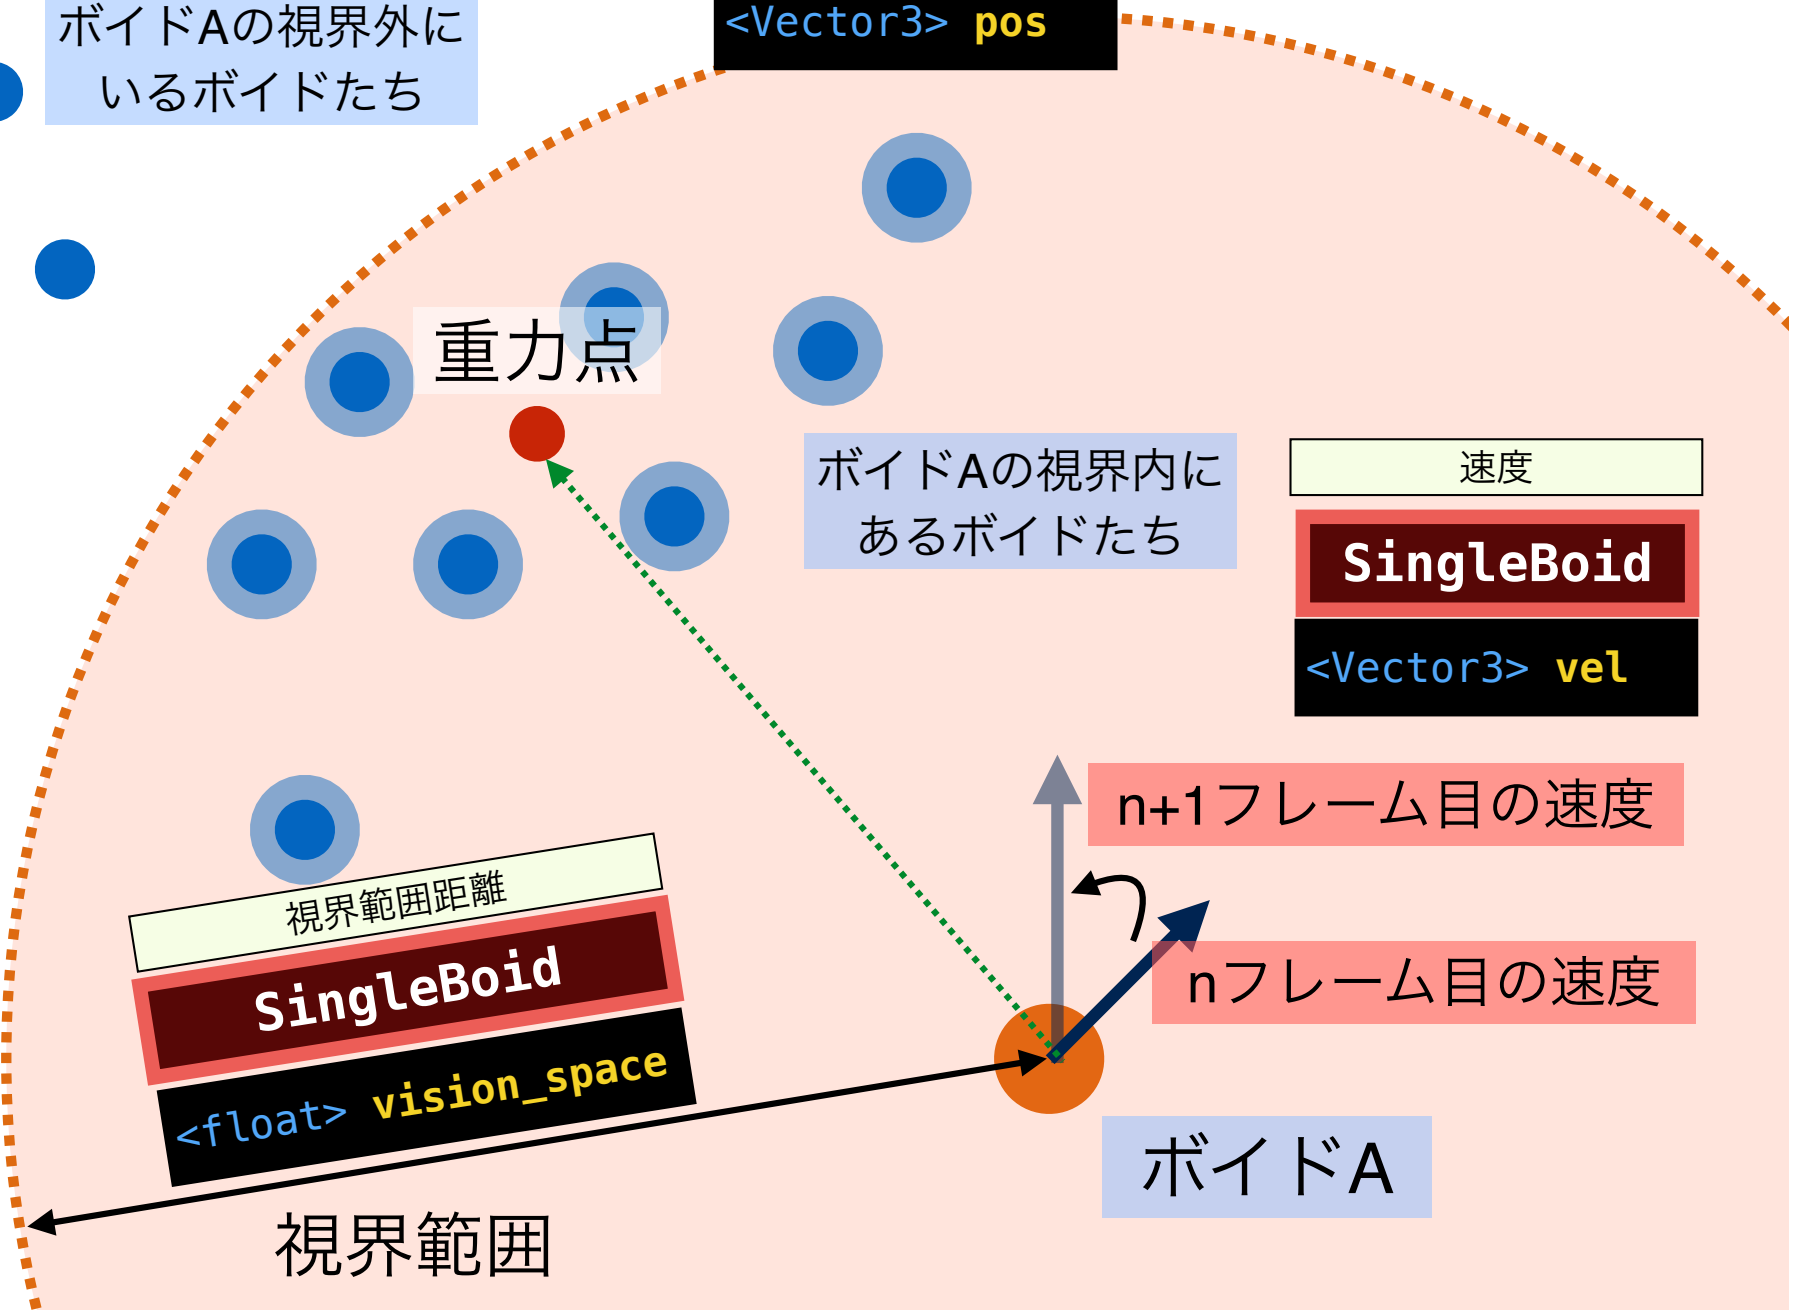 ボイドAの視界外に
いるボイドたち
<Vector3> pos
重力点
ボイドAの視界内に
あるボイドたち
速度
SingleBoid
<Vector3> vel
n+1フレーム目の速度
nフレーム目の速度
視界範囲距離
SingleBoid
<float> vision_space
ボイドA
視界範囲